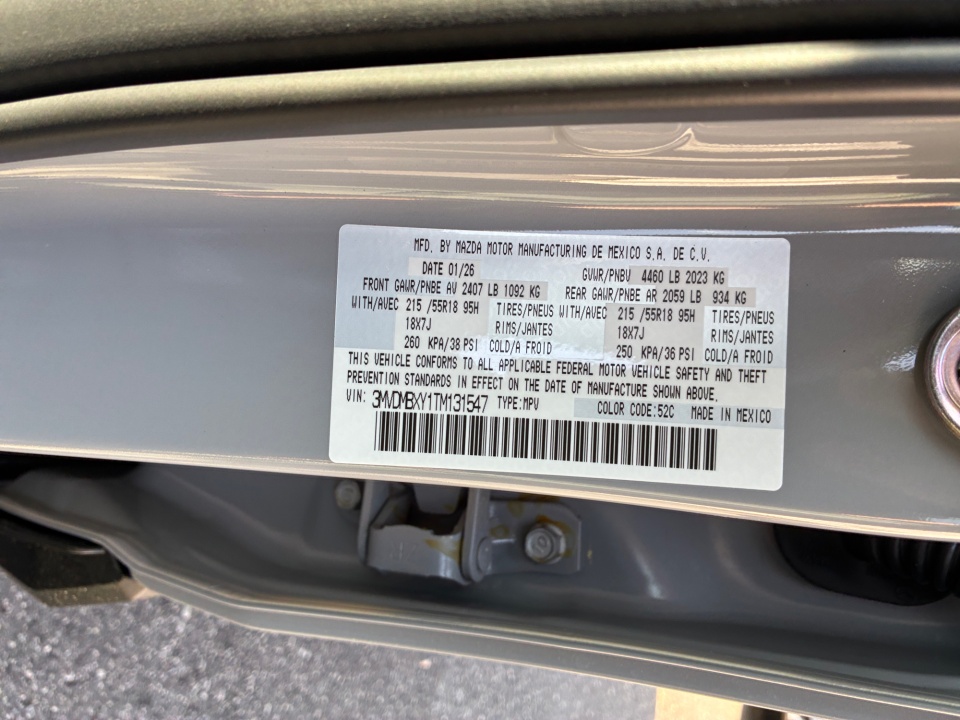 MFD. BY MAZDA MOTOR MANUFACTURING DE MEXICO S.A. DE C.V.
DATE 01/26 GVWR/PNBV 4460 LB 2023 KG
FRONT GAWR/PNBE AV 2407 LB 1092 KG REAR GAWR/PNBE AR 2059 LB 934 KG
WITH/AVEC 215 /55R18 95H TIRES/PNEUS WITH/AVEC 215 /55R18 95H TIRES/PNEUS
18X7J RIMS/JANTES 18X7J RIMS/JANTES
260 KPA/38 PSI COLD/A FROID 250 KPA/36 PSI COLD/A FROID
THIS VEHICLE CONFORMS TO ALL APPLICABLE FEDERAL MOTOR VEHICLE SAFETY AND THEFT
PREVENTION STANDARDS IN EFFECT ON THE DATE OF MANUFACTURE SHOWN ABOVE.
VIN: 3MVDMBXY1TM131547 TYPE:MPV COLOR CODE:52C MADE IN MEXICO